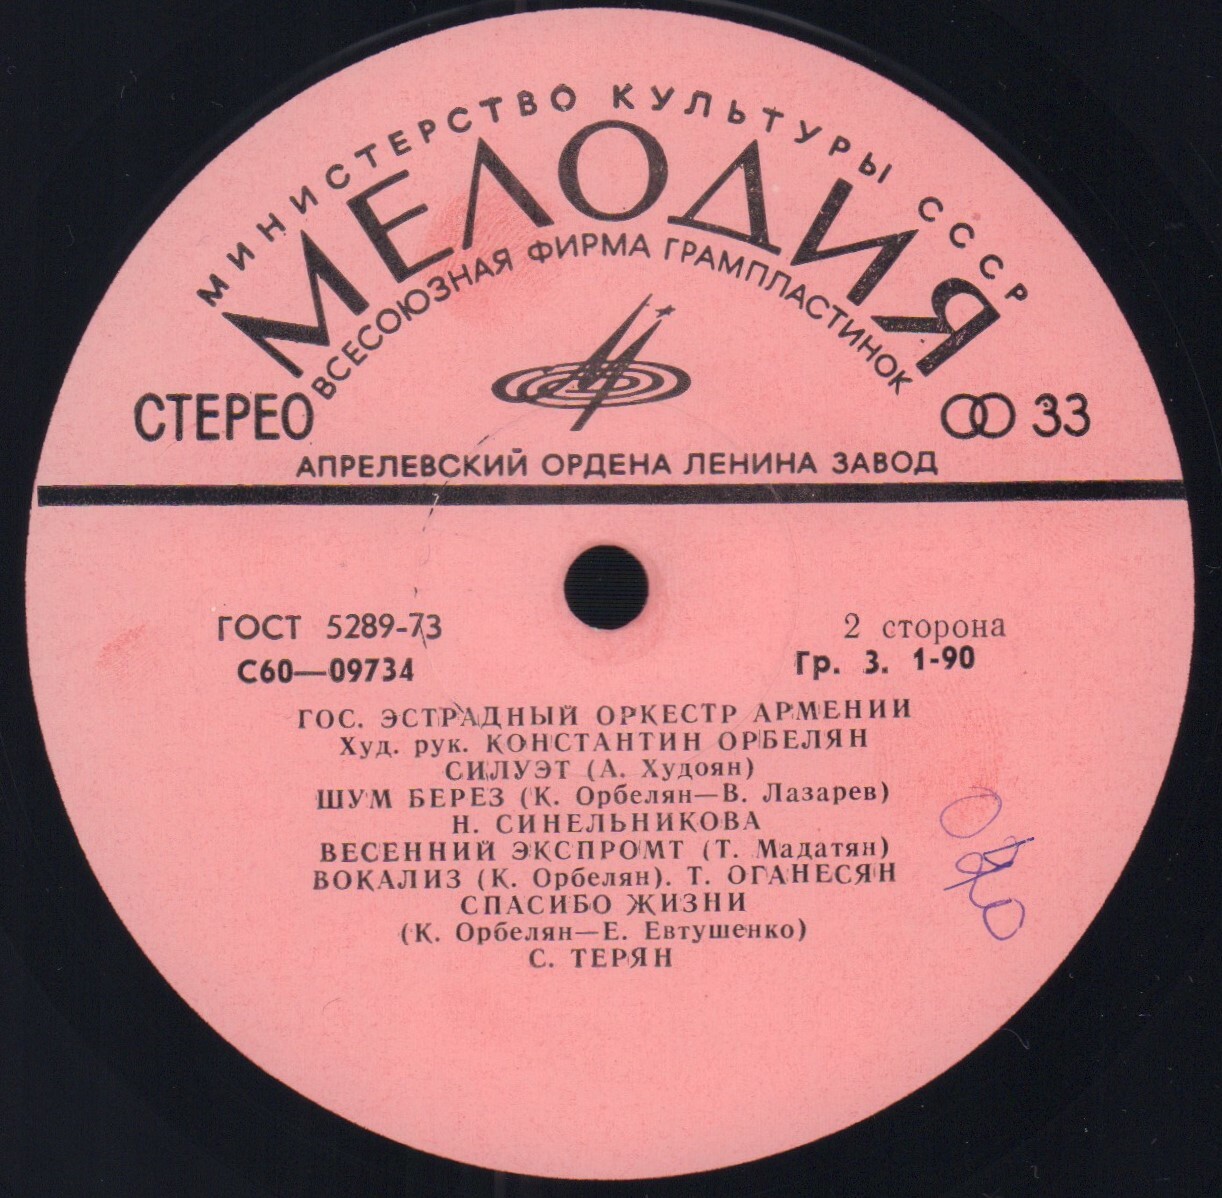 МИНИСТЕРСТВО КУЛЬТУРЫ СССР
МЕЛОДИЯ
ВСЕСОЮЗНАЯ ФИРМА ГРАМПЛАСТИНОК
СТЕРЕО
33
АПРЕЛЕВСКИЙ ОРДЕНА ЛЕНИНА ЗАВОД
ГОСТ 5289-73
2 сторона
С60—09734
Гр. 3. 1-90
ГОС. ЭСТРАДНЫЙ ОРКЕСТР АРМЕНИИ
Худ. рук. КОНСТАНТИН ОРБЕЛЯН
СИЛУЭТ (А. Худоян)
ШУМ БЕРЕЗ (К. Орбелян—В. Лазарев)
Н. СИНЕЛЬНИКОВА
ВЕСЕННИЙ ЭКСПРОМТ (Т. Мадатян)
ВОКАЛИЗ (К. Орбелян). Т. ОГАНЕСЯН
СПАСИБО ЖИЗНИ
(К. Орбелян—Е. Евтушенко)
С. ТЕРЯН